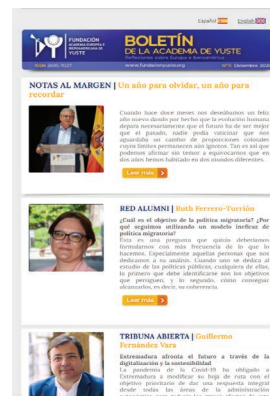 Español English
FUNDACIÓN
ACADEMIA EUROPEA E
IBEROAMERICANA DE
YUSTE
BOLETÍN
DE LA ACADEMIA DE YUSTE
Reflexiones sobre Europa e Iberoamérica
www.fundacionyuste.org
Diciembre 2020
NOTAS AL MARGEN | Un año para olvidar, un año para
recordar
Cuando hace doce meses nos deseábamos un feliz
año nuevo dando por hecho que la evolución humana
depara necesariamente que el futuro ha de ser mejor
que el pasado, nadie podía vaticinar que nos
aguardaba un cambio de proporciones colosales
cuyos límites permanecen aún ignotos. Tan es así que
podemos afirmar sin temor a equivocarnos que en
dos años hemos habitado en dos mundos diferentes.
Leer más
RED ALUMNI | Ruth Ferrero-Turrión
¿Cuál es el objetivo de la política migratoria? ¿Por
qué seguimos utilizando un modelo ineficaz de
política migratoria?
Esta es una pregunta que quizás deberíamos
formularnos con más frecuencia de lo que lo
hacemos. Especialmente aquellas personas que nos
dedicamos a su análisis. Cuando uno se dedica al
estudio de las políticas públicas, cualquiera de ellas,
lo primero que debe identificarse son los objetivos
que persiguen, y lo segundo, cómo conseguir
alcanzarlos, es decir, su coherencia.
Leer más
TRIBUNA ABIERTA | Guillermo
Fernández Vara
Extremadura afronta el futuro a través de la
digitalización y la sostenibilidad
La pandemia de la Covid-19 ha obligado a
Extremadura a modificar su hoja de ruta con el
objetivo prioritario de dar una respuesta integral
desde todas las áreas de la administración